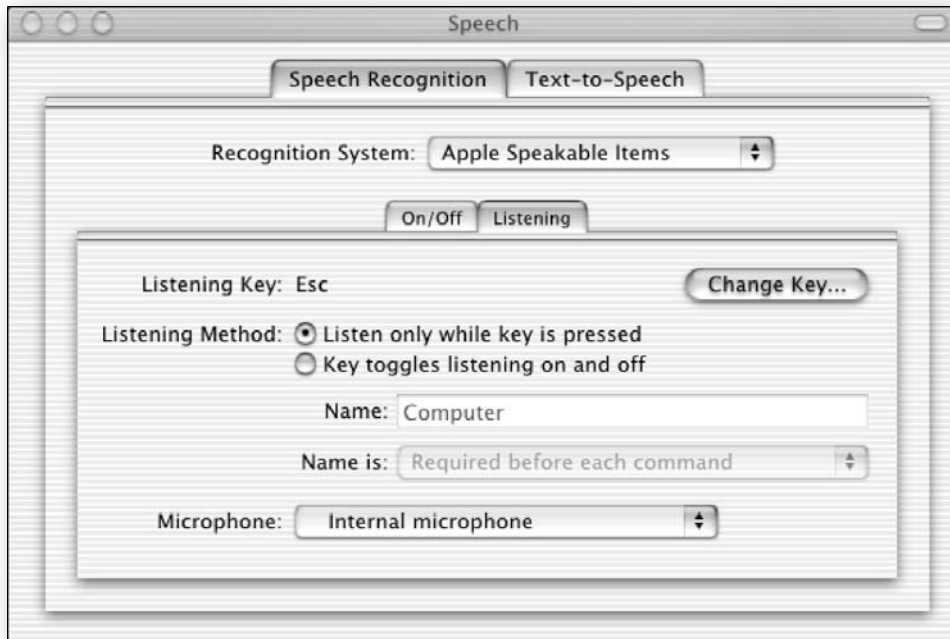 Speech
Speech Recognition Text-to-Speech
Recognition System: Apple Speakable Items
On/Off Listening
Listening Key: Esc Change Key...
Listening Method: Listen only while key is pressed
Key toggles listening on and off
Name: Computer
Name is: Required before each command
Microphone: Internal microphone